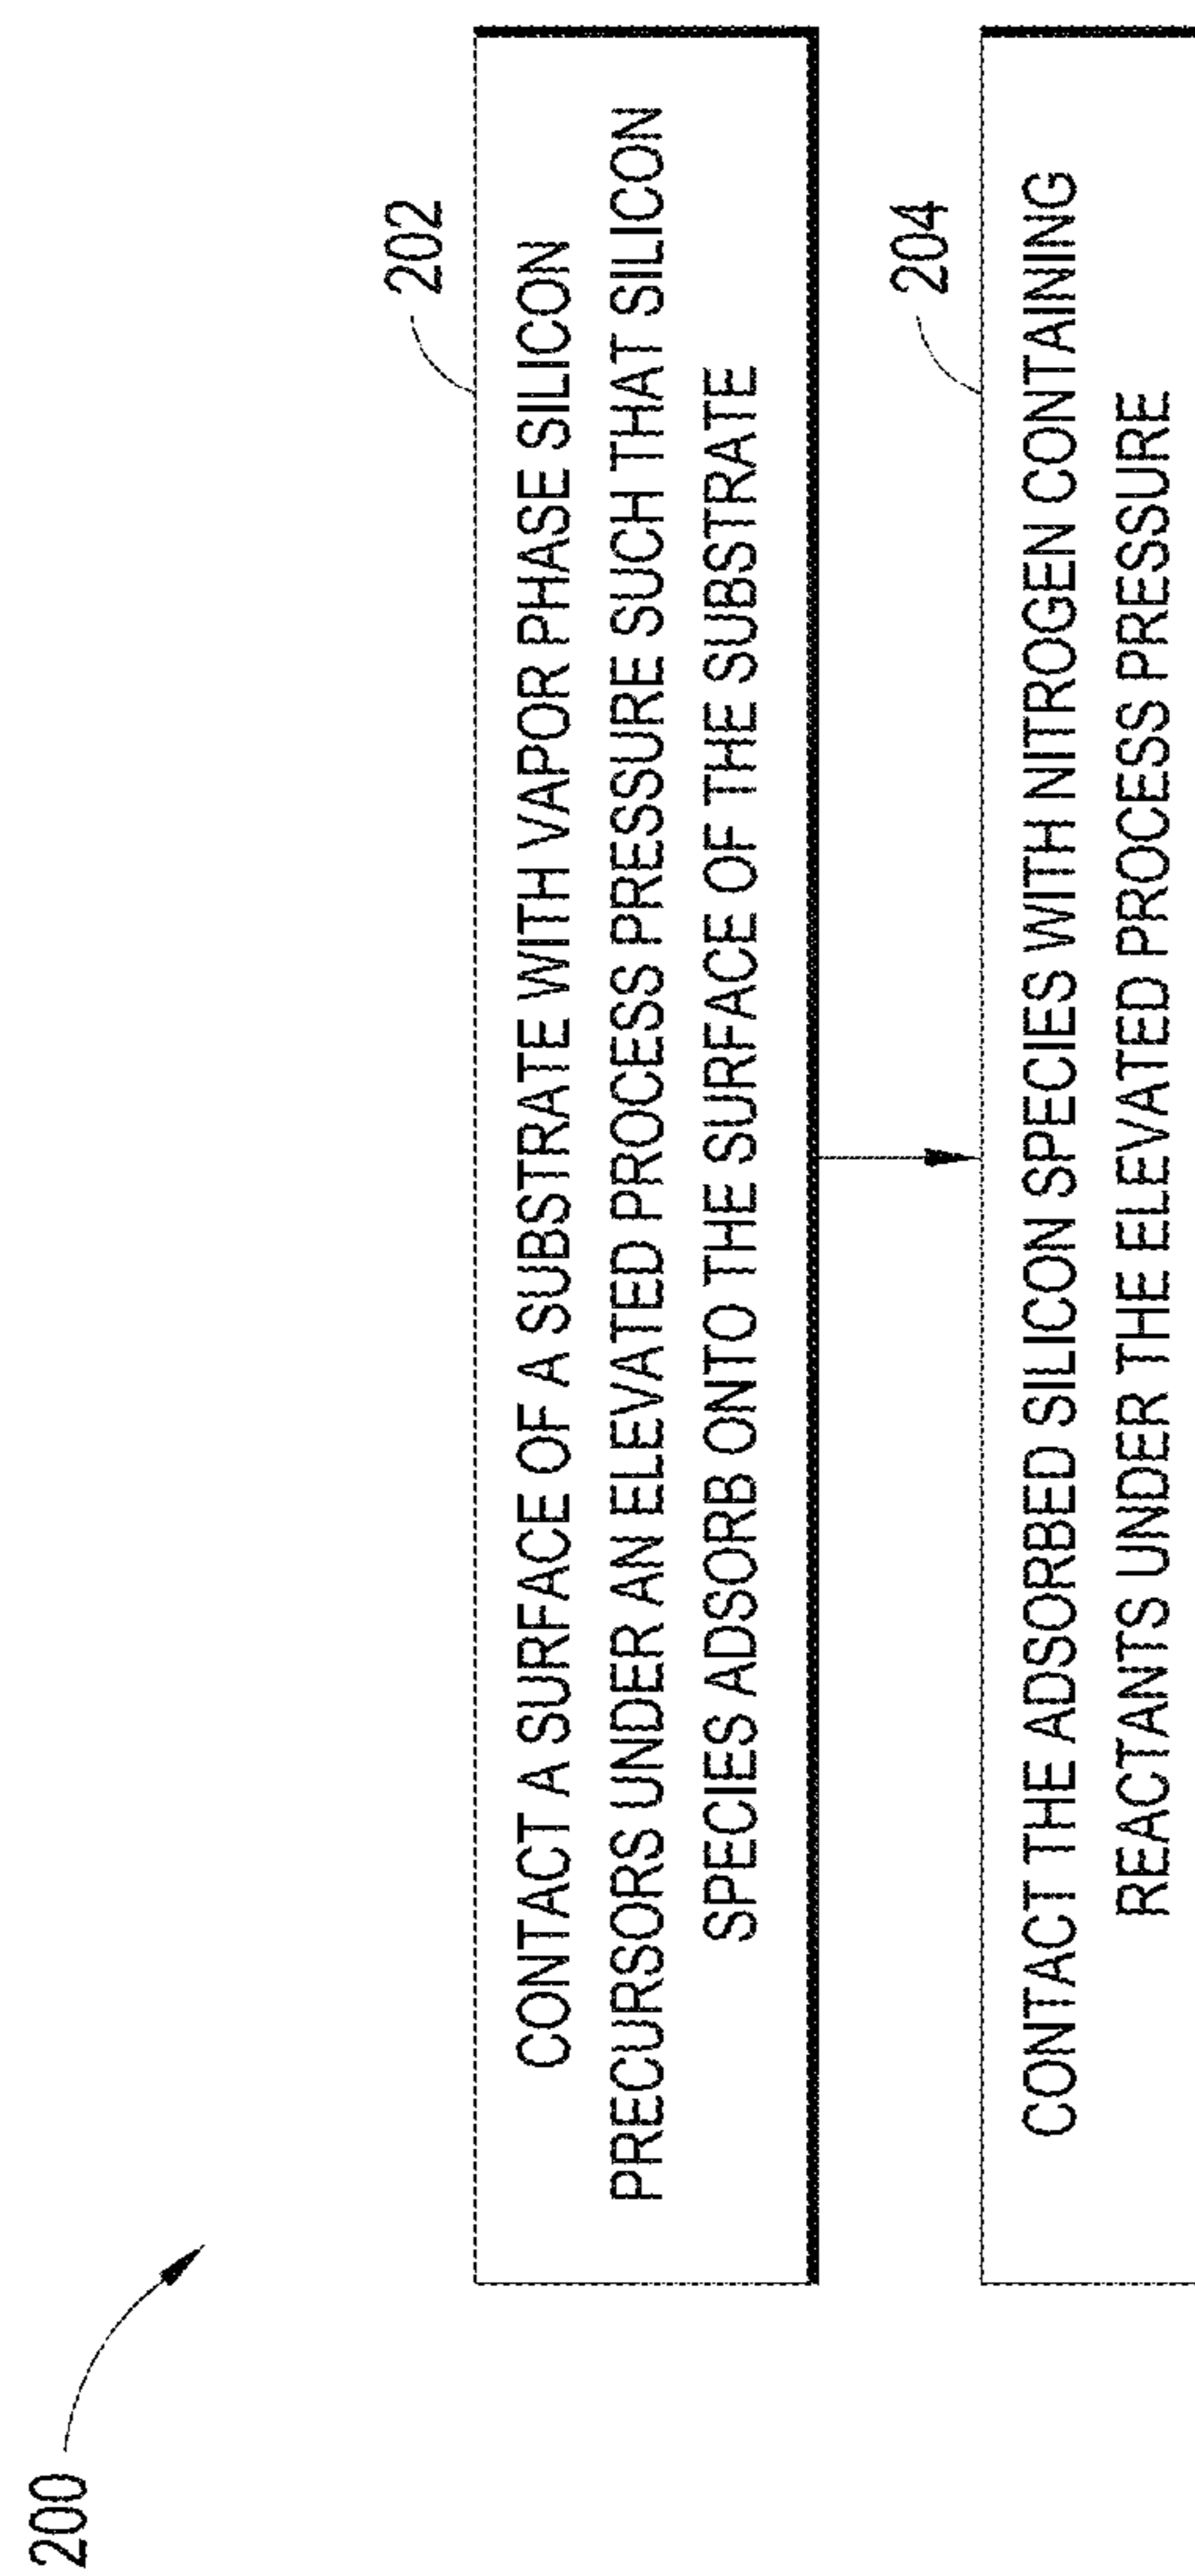 200
202
CONTACT A SURFACE OF A SUBSTRATE WITH VAPOR PHASE SILICON
PRECURSORS UNDER AN ELEVATED PROCESS PRESSURE SUCH THAT SILICON
SPECIES ADSORB ONTO THE SURFACE OF THE SUBSTRATE
204
CONTACT THE ADSORBED SILICON SPECIES WITH NITROGEN CONTAINING
REACTANTS UNDER THE ELEVATED PROCESS PRESSURE